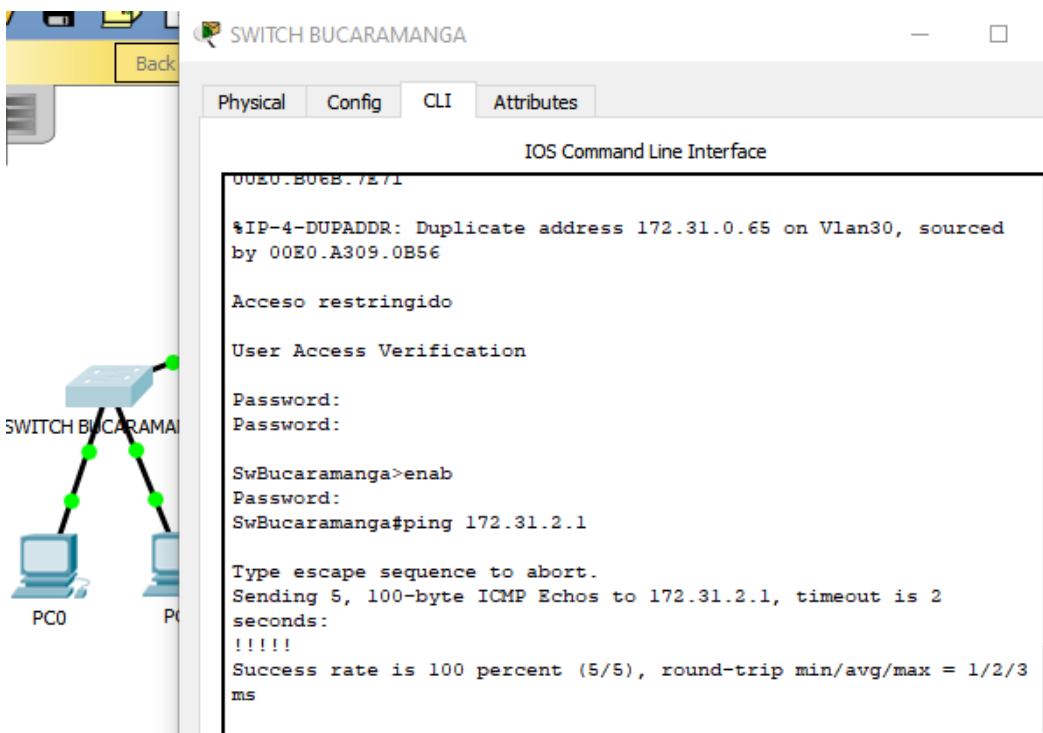 SWITCH BUCARAMANGA
Back
Physical Config CLI Attributes
IOS Command Line Interface
00E0.B06B.7E71
%IP-4-DUPADDR: Duplicate address 172.31.0.65 on Vlan30, sourced
by 00E0.A309.0B56
Acceso restringido
User Access Verification
Password:
Password:
SwBucaramanga>enab
Password:
SwBucaramanga#ping 172.31.2.1
Type escape sequence to abort.
Sending 5, 100-byte ICMP Echos to 172.31.2.1, timeout is 2
seconds:
!!!!!
Success rate is 100 percent (5/5), round-trip min/avg/max = 1/2/3
ms
SWITCH BUCARAMA
PC0
P